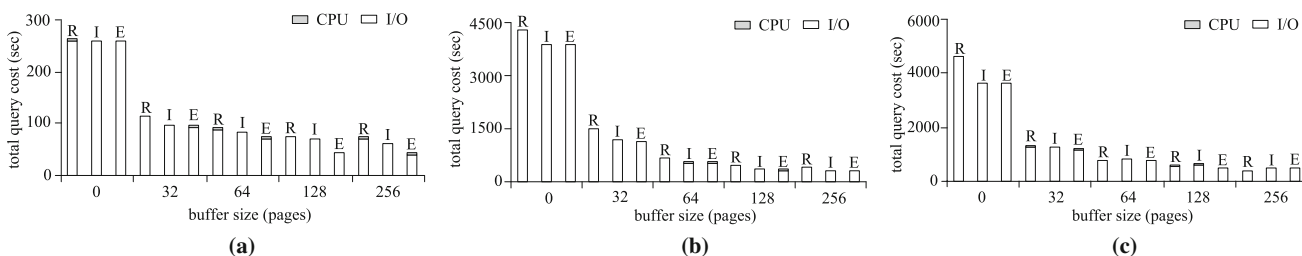 total query cost (sec)
300
200
100
0
CPU I/O
R I E R I E R I E R I E R I E
0 32 64 128 256
buffer size (pages)
(a)
total query cost (sec)
4500
3000
1500
0
CPU I/O
R I E R I E R I E R I E R I E
0 32 64 128 256
buffer size (pages)
(b)
total query cost (sec)
6000
4000
2000
0
CPU I/O
R I E R I E R I E R I E R I E
0 32 64 128 256
buffer size (pages)
(c)